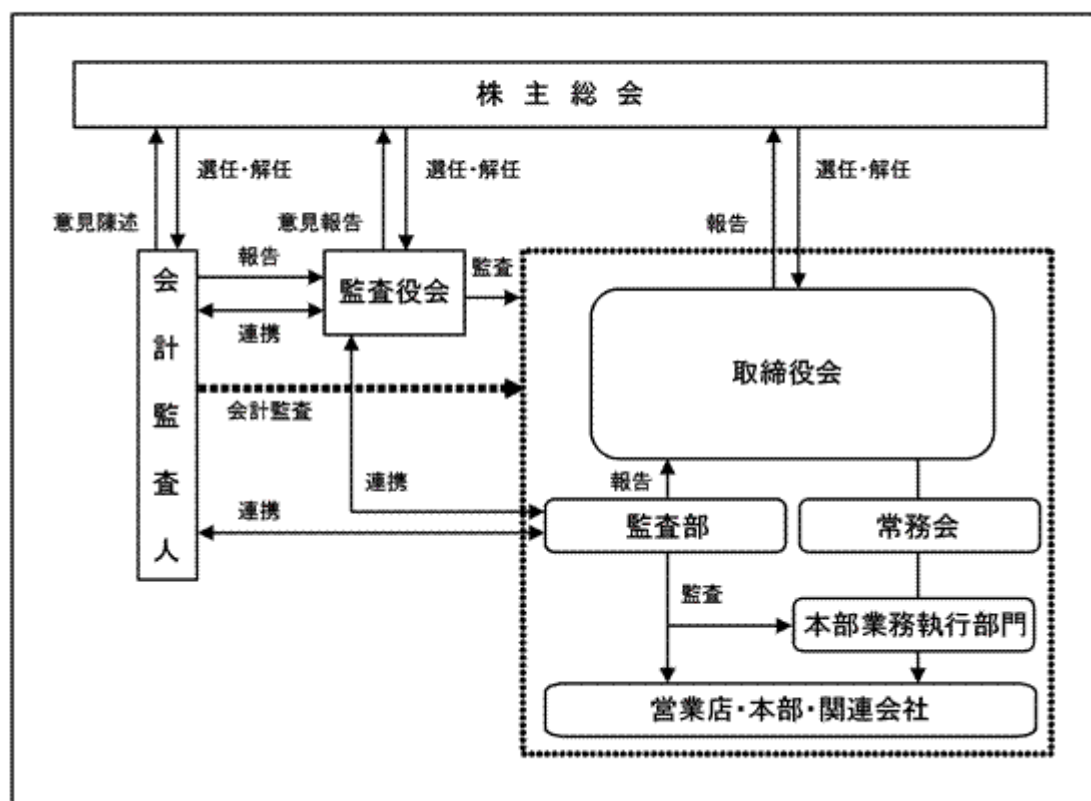 株主総会
選任・解任
選任・解任
選任・解任
意見陳述
意見報告
報告
会計監査人
報告
監査役会
監査
連携
取締役会
会計監査
連携
報告
連携
監査部
常務会
監査
本部業務執行部門
営業店・本部・関連会社